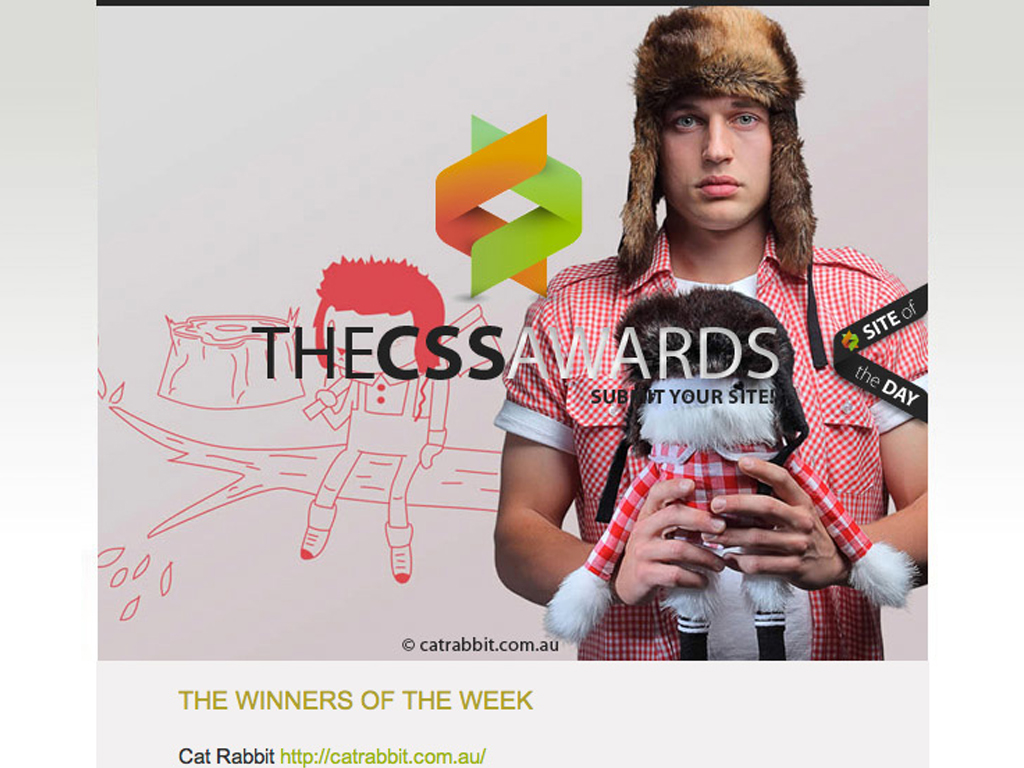 THECSSAWARDS
SUBMIT YOUR SITE!
SITE of
the DAY
© catrabbit.com.au
THE WINNERS OF THE WEEK
Cat Rabbit http://catrabbit.com.au/